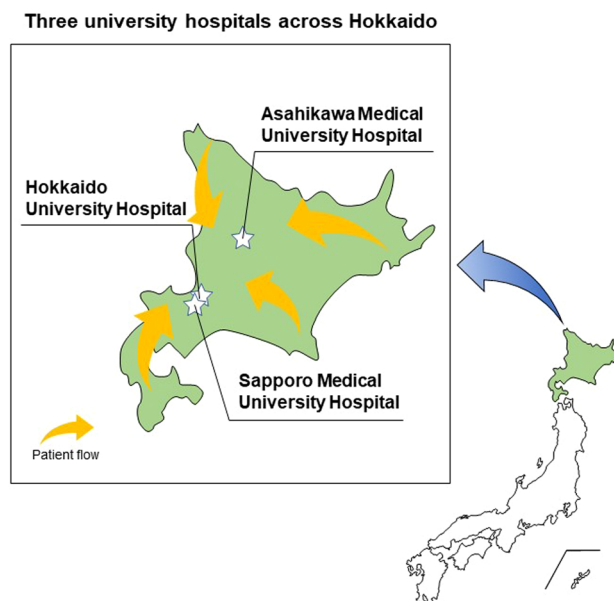 Three university hospitals across Hokkaido
Asahikawa Medical
University Hospital
Hokkaido
University Hospital
Sapporo Medical
University Hospital
Patient flow